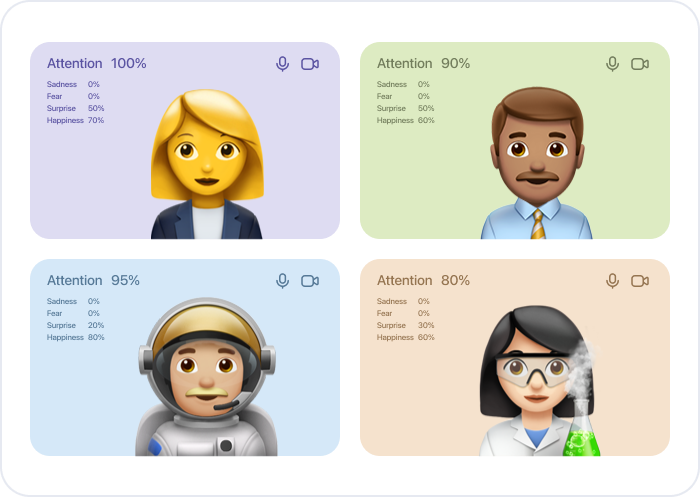 Attention 100%
Sadness 0%
Fear 0%
Surprise 50%
Happiness 70%
Attention 90%
Sadness 0%
Fear 0%
Surprise 50%
Happiness 60%
Attention 95%
Sadness 0%
Fear 0%
Surprise 20%
Happiness 80%
Attention 80%
Sadness 0%
Fear 0%
Surprise 30%
Happiness 60%